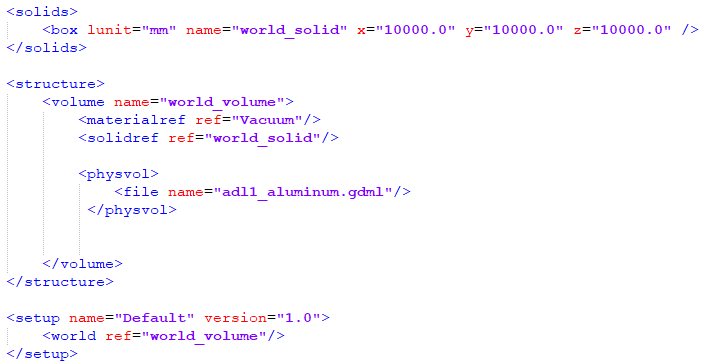 <solids>
    <box lunit="mm" name="world_solid" x="10000.0" y="10000.0" z="10000.0" />
</solids>

<structure>
    <volume name="world_volume">
        <materialref ref="Vacuum"/>
        <solidref ref="world_solid"/>

        <physvol>
            <file name="adl1_aluminum.gdml"/>
         </physvol>


    </volume>
</structure>

<setup name="Default" version="1.0">
    <world ref="world_volume"/>
</setup>